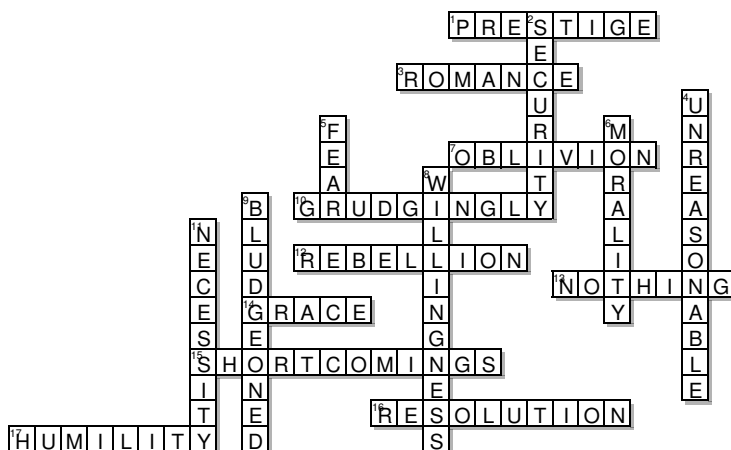 1 PRESTIGE
2 SECURITY
3 ROMANCE
4 UNREASONABLE
5 FEAR
6 MORALITY
7 OBLIVION
8 WILLINGNESS
9 BLUDGEONED
10 GRUDGINGLY
11 NECESSITY
12 REBELLION
13 NOTHING
14 GRACE
15 SHORTCOMINGS
16 RESOLUTION
17 HUMILITY